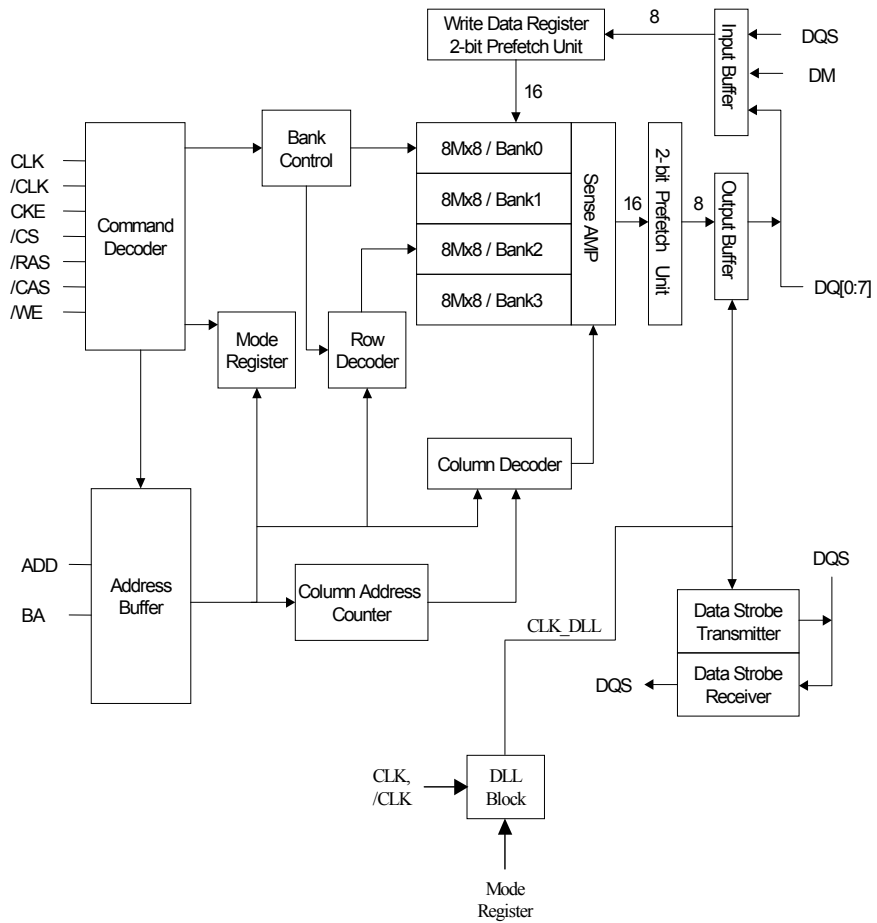 Write Data Register
2-bit Prefetch Unit
8
Input Buffer
DQS
DM
16
Bank
Control
8Mx8 / Bank0
8Mx8 / Bank1
8Mx8 / Bank2
8Mx8 / Bank3
Sense AMP
16
2-bit Prefetch Unit
8
Output Buffer
DQ[0:7]
CLK
/CLK
CKE
/CS
/RAS
/CAS
/WE
Command
Decoder
Mode
Register
Row
Decoder
Column Decoder
ADD
BA
Address
Buffer
Column Address
Counter
CLK_DLL
DQS
Data Strobe
Transmitter
Data Strobe
Receiver
DQS
CLK,
/CLK
DLL
Block
Mode
Register